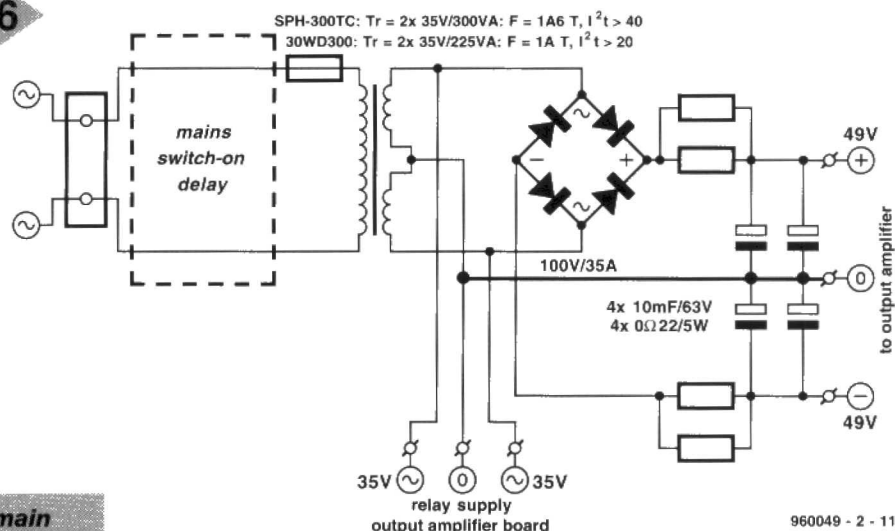 6
SPH-300TC: Tr = 2x 35V/300VA: F = 1A6 T, I²t > 40
30WD300: Tr = 2x 35V/225VA: F = 1A T, I²t > 20
mains
switch-on
delay
~
~
~
~
−
+
100V/35A
49V
+
0
4x 10mF/63V
4x 0Ω22/5W
to output amplifier
−
49V
35V ~
0
~ 35V
relay supply
output amplifier board
main
960049 - 2 - 11